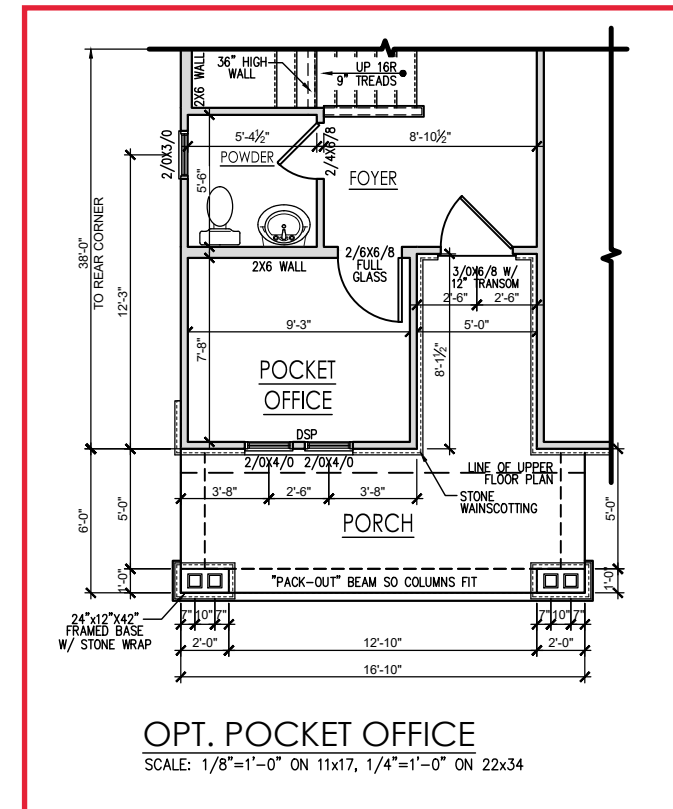 36" HIGH
WALL
2X6 WALL
UP 16R
9" TREADS
5'-4½"
8'-10½"
2/4X6/8
POWDER
FOYER
2/0X3/0
5'-6"
38'-0"
TO REAR CORNER
12'-3"
2X6 WALL
2/6X6/8
FULL
GLASS
3/0X6/8 W/
12" TRANSOM
2'-6"
2'-6"
5'-0"
9'-3"
7'-8"
8'-1½"
POCKET
OFFICE
DSP
2/0X4/0
2/0X4/0
LINE OF UPPER
FLOOR PLAN
3'-8"
2'-6"
3'-8"
STONE
WAINSCOTTING
PORCH
6'-0"
5'-0"
5'-0"
1'-0"
1'-0"
"PACK-OUT" BEAM SO COLUMNS FIT
24"x12"X42"
FRAMED BASE
W/ STONE WRAP
7"
10"
7"
7"
10"
7"
2'-0"
12'-10"
2'-0"
16'-10"
OPT. POCKET OFFICE
SCALE: 1/8"=1'-0" ON 11x17, 1/4"=1'-0" ON 22x34